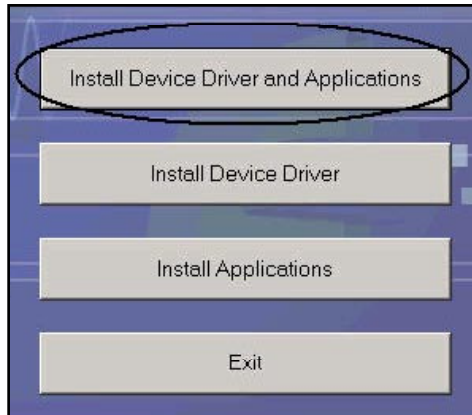 Install Device Driver and Applications
Install Device Driver
Install Applications
Exit